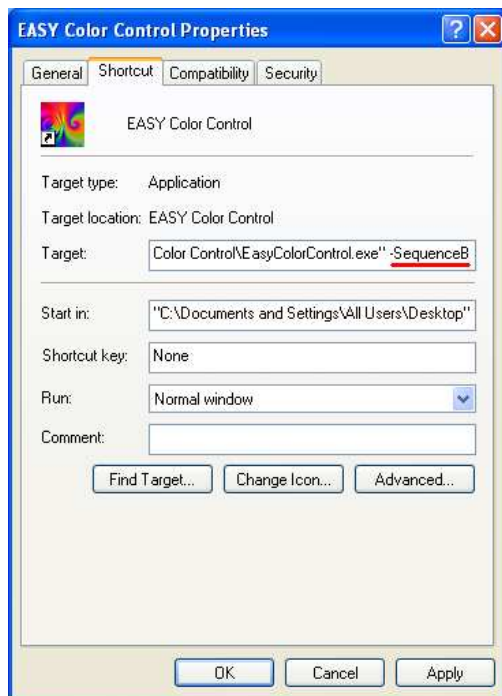 EASY Color Control Properties
General Shortcut Compatibility Security
EASY Color Control
Target type: Application
Target location: EASY Color Control
Target: Color Control\EasyColorControl.exe" -SequenceB
Start in: "C:\Documents and Settings\All Users\Desktop"
Shortcut key: None
Run: Normal window
Comment:
Find Target... Change Icon... Advanced...
OK Cancel Apply